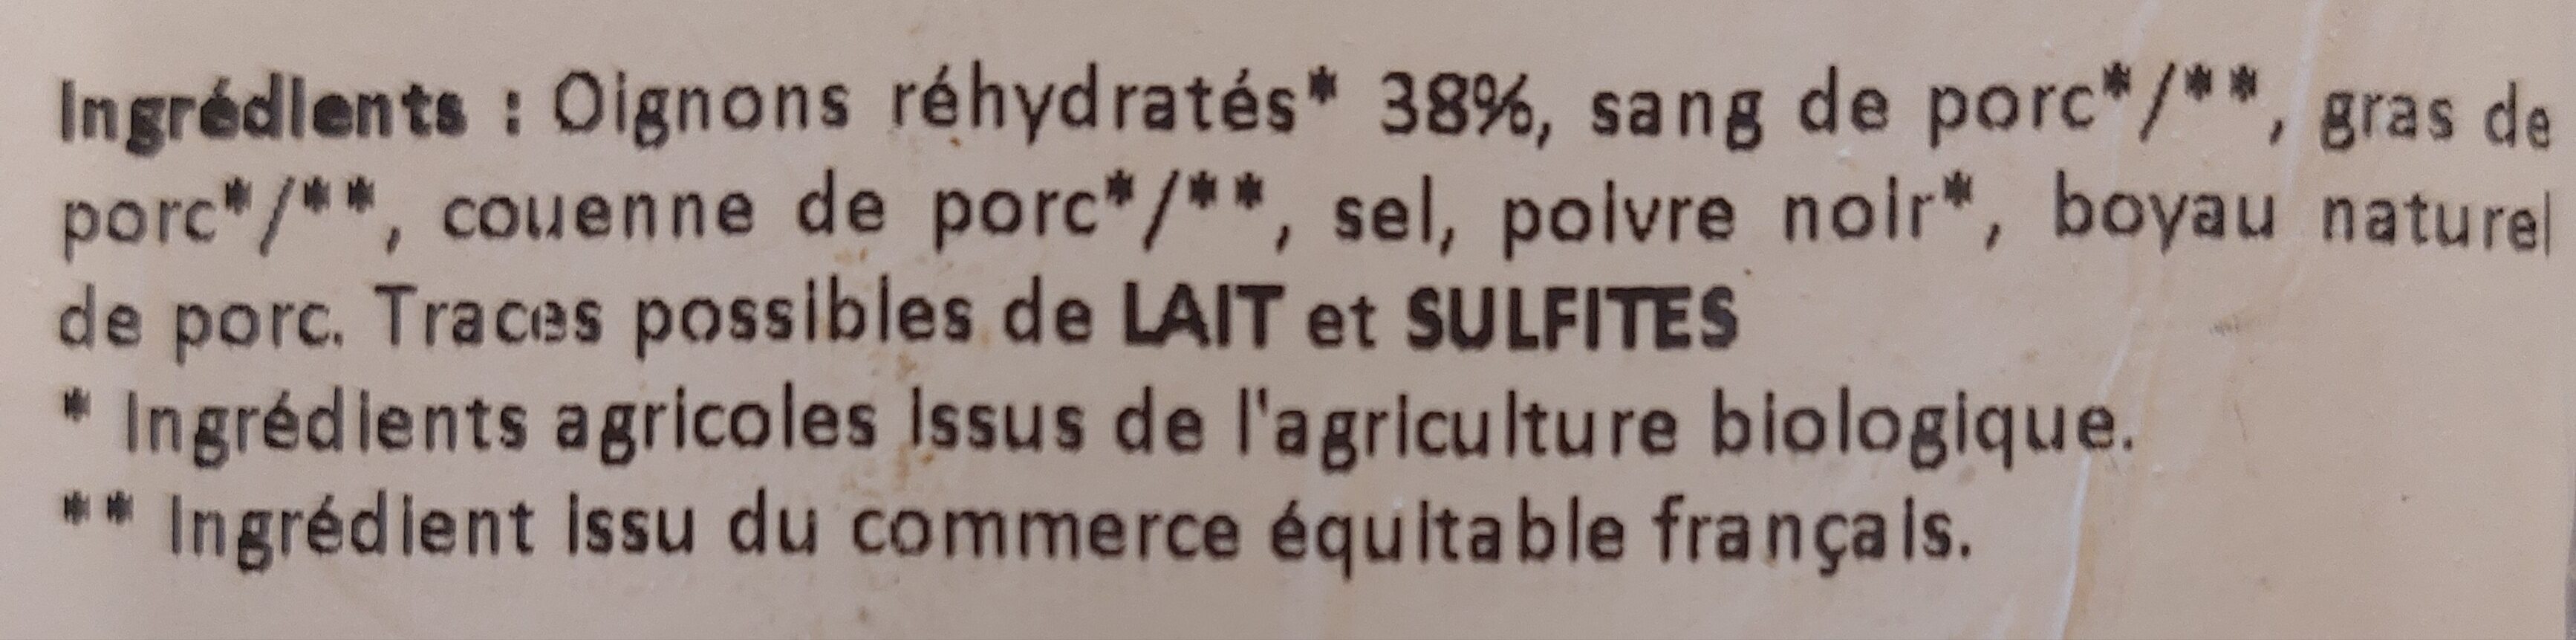 Ingrédients : Oignons réhydratés* 38%, sang de porc*/**, gras de
porc*/**, couenne de porc*/**, sel, poivre noir*, boyau naturel
de porc. Traces possibles de LAIT et SULFITES
* Ingrédients agricoles issus de l'agriculture biologique.
** Ingrédient issu du commerce équitable français.